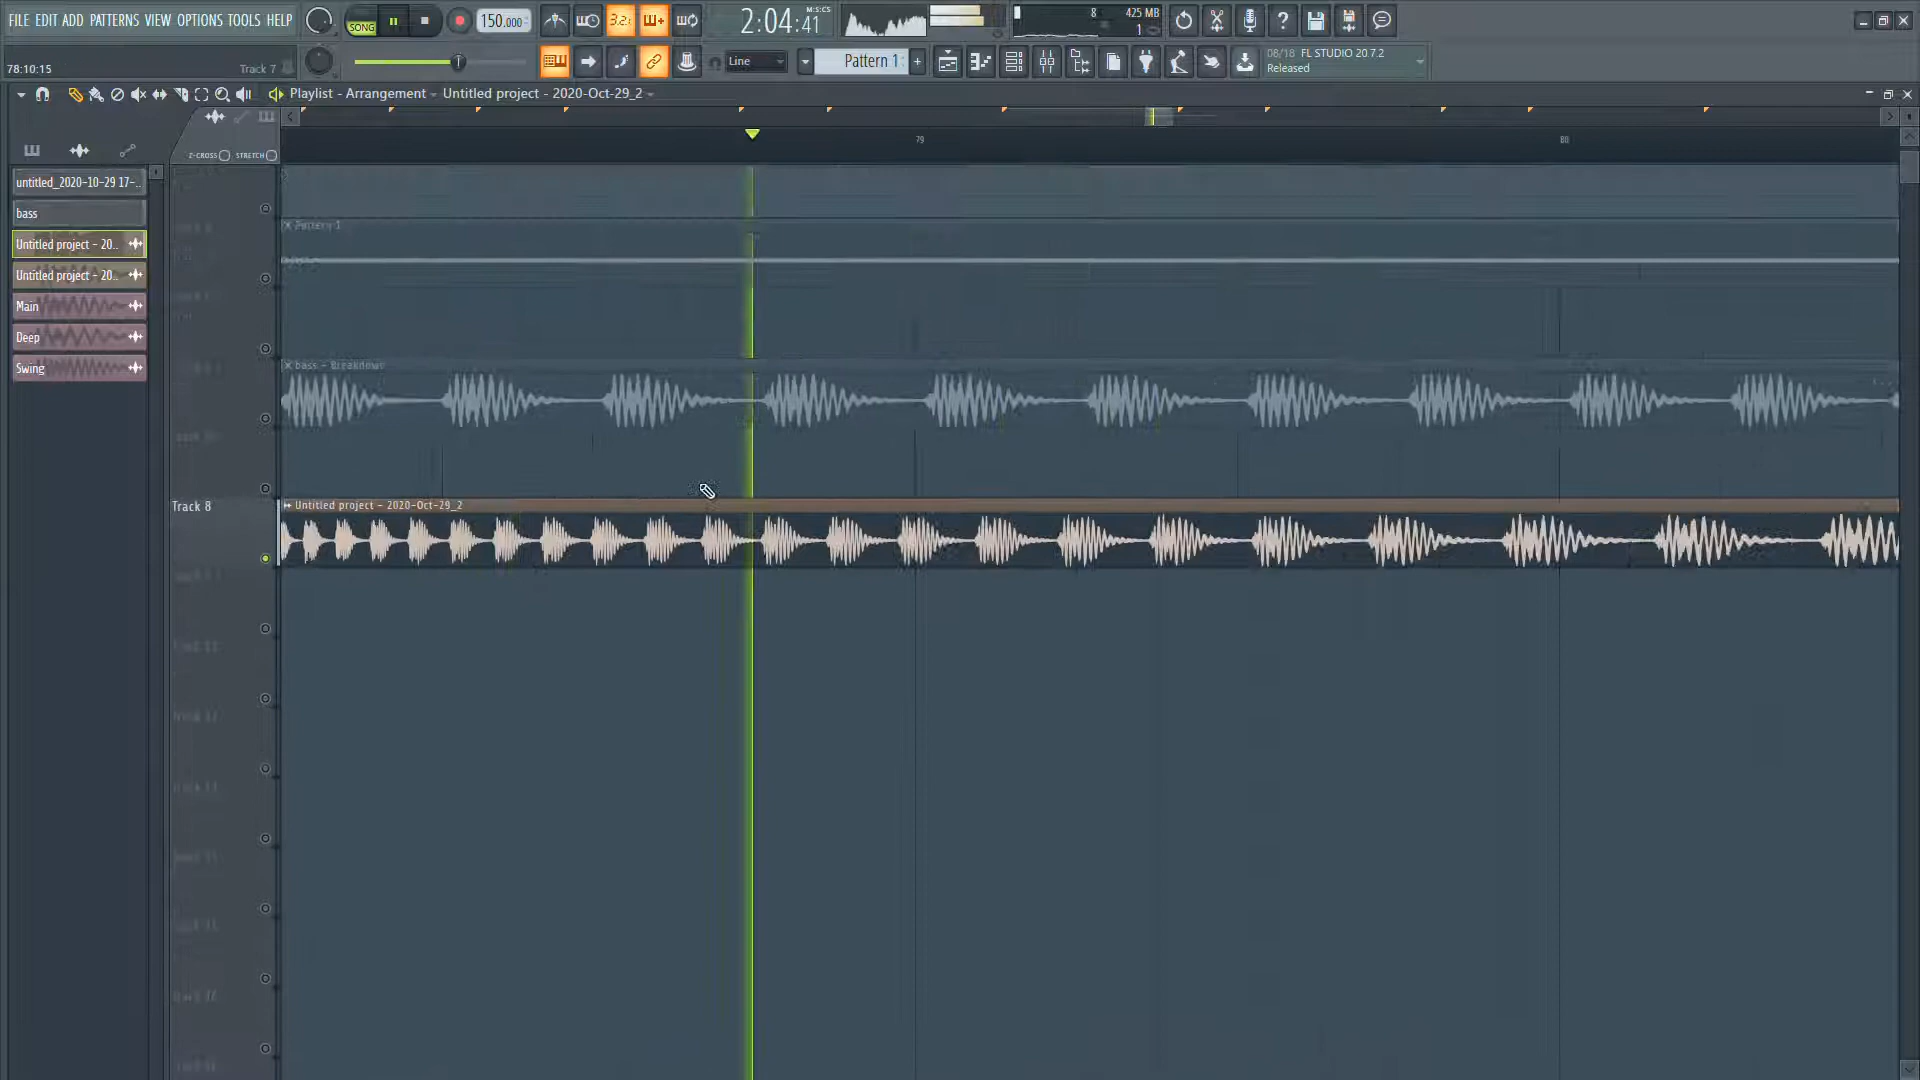 FILE EDIT ADD PATTERNS VIEW OPTIONS TOOLS HELP
SONG
150.000
3.2.1
2:04:41
M:S:CS
8
425 MB
1
78:10:15
Track 7
Line
Pattern 1
08/18 FL STUDIO 20.7.2
Released
Playlist - Arrangement - Untitled project - 2020-Oct-29_2
79
80
Z-CROSS
STRETCH
untitled_2020-10-29 17-..
bass
Untitled project - 20..
Untitled project - 20..
Main
Deep
Swing
Pattern 1
bass - Breakdown
Track 8
Untitled project - 2020-Oct-29_2